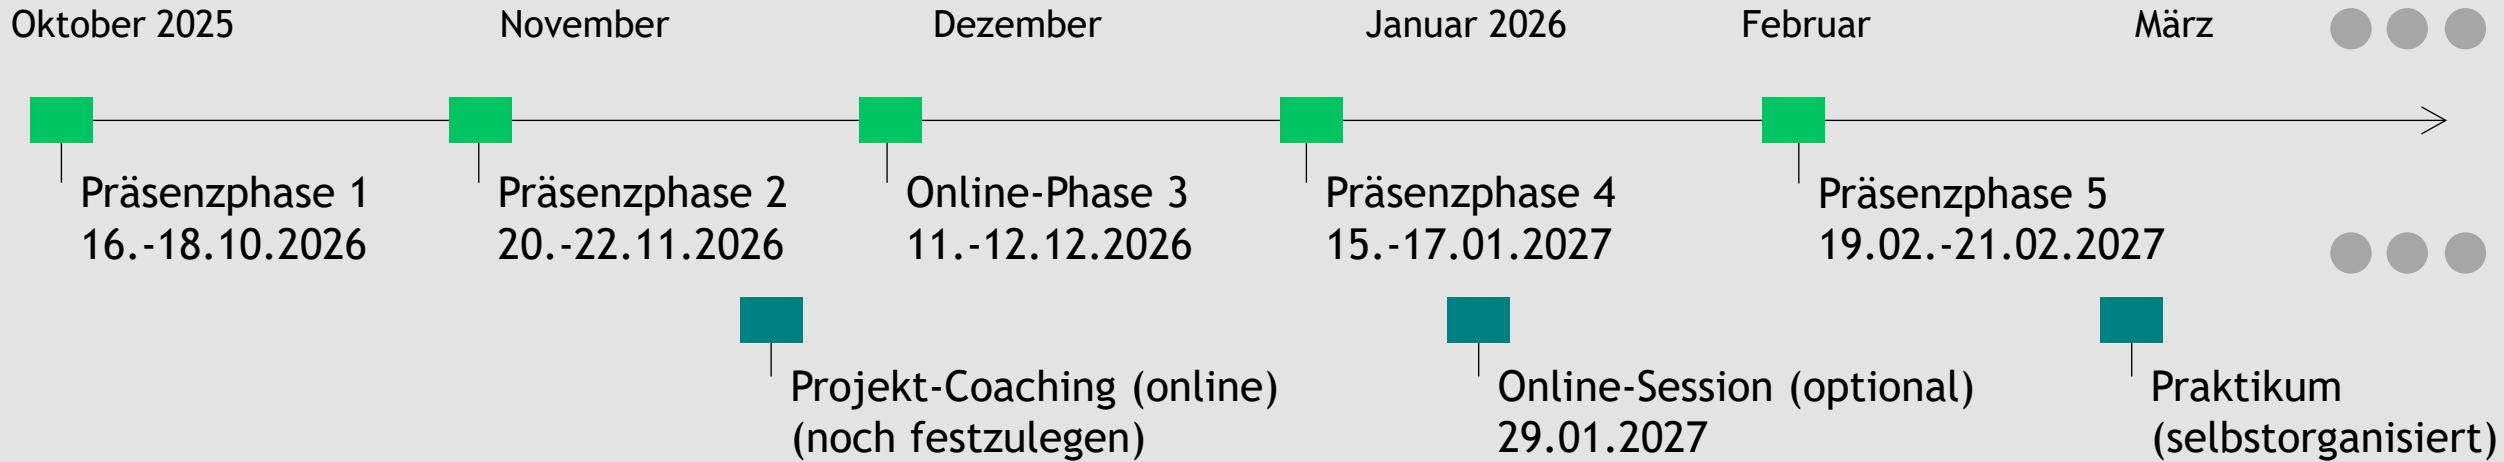 Oktober 2025
November
Dezember
Januar 2026
Februar
März
Präsenzphase 1
16.-18.10.2026
Präsenzphase 2
20.-22.11.2026
Online-Phase 3
11.-12.12.2026
Präsenzphase 4
15.-17.01.2027
Präsenzphase 5
19.02.-21.02.2027
Projekt-Coaching (online)
(noch festzulegen)
Online-Session (optional)
29.01.2027
Praktikum
(selbstorganisiert)